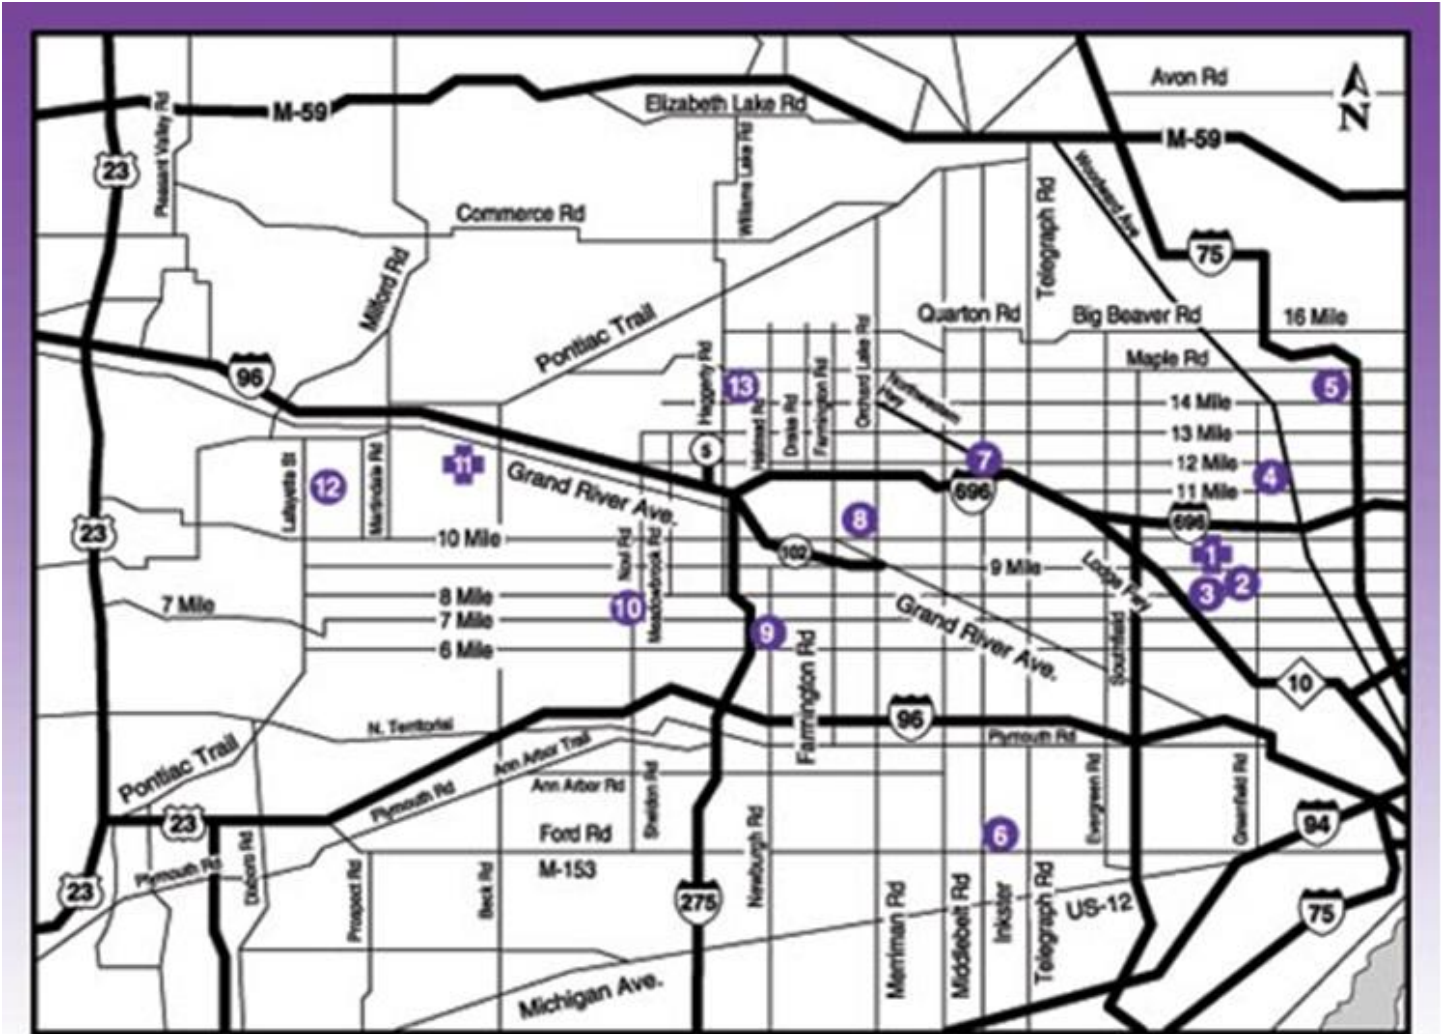 Avon Rd
N
Elizabeth Lake Rd
M-59
M-59
Pleasant Valley Rd
23
Williams Lake Rd
Woodward Ave
Telegraph Rd
Commerce Rd
75
Milford Rd
Pontiac Trail
Quarton Rd
Big Beaver Rd
16 Mile
Maple Rd
96
Haggerty Rd
13
Halstead Rd
Drake Rd
Farmington Rd
Orchard Lake Rd
Northwestern
Hwy
5
14 Mile
13 Mile
12 Mile
11 Mile
5
7
4
11
12
Lafayette St
Martindale Rd
Grand River Ave.
696
696
8
23
10 Mile
Novi Rd
Meadowbrook Rd
102
9 Mile
Lodge Fwy
1
2
3
7 Mile
8 Mile
7 Mile
6 Mile
10
9
Grand River Ave.
Southfield
Farmington Rd
10
N. Territorial
96
Plymouth Rd
Pontiac Trail
Ann Arbor Trail
Ann Arbor Rd
Plymouth Rd
Sheldon Rd
Evergreen Rd
Greenfield Rd
23
Ford Rd
6
94
Plymouth Rd
Dixboro Rd
M-153
Newburgh Rd
23
Prospect Rd
Beck Rd
275
Merriman Rd
Middlebelt Rd
Inkster
Telegraph Rd
US-12
75
Michigan Ave.